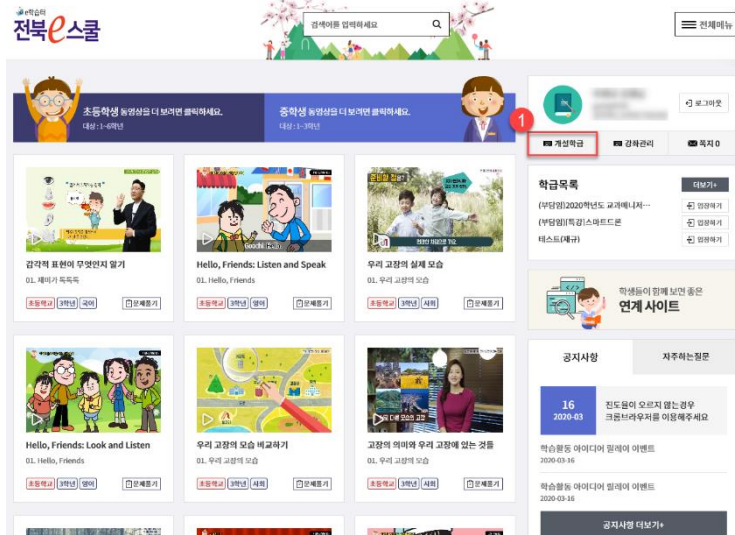 e학습터
전북e스쿨
검색어를 입력하세요
전체메뉴
초등학생 동영상을 더 보려면 클릭하세요.
대상 : 1~6학년
중학생 동영상을 더 보려면 클릭하세요.
대상 : 1~3학년
로그아웃
1
개설학급
강좌관리
쪽지 0
학급목록
더보기+
(부담임)2020학년도 교과매니저…
입장하기
(부담임)[특강]스마트드론
입장하기
테스트(재규)
입장하기
학생들이 함께 보면 좋은
연계 사이트
공지사항
자주하는질문
16
2020-03
진도율이 오르지 않는경우
크롬브라우저를 이용해주세요
학습활동 아이디어 릴레이 이벤트
2020-03-16
학습활동 아이디어 릴레이 이벤트
2020-03-16
공지사항 더보기+
감각적 표현이 무엇인지 알기
01. 재미가 톡톡톡
초등학교 3학년 국어
문제풀기
Hello, Friends: Listen and Speak
01. Hello, Friends
초등학교 3학년 영어
문제풀기
준비할 점은?
우리 고장의 실제 모습
01. 우리 고장의 모습
초등학교 3학년 사회
문제풀기
Hello, Friends: Look and Listen
01. Hello, Friends
초등학교 3학년 영어
문제풀기
우리 고장의 모습 비교하기
01. 우리 고장의 모습
초등학교 3학년 사회
문제풀기
고장의 의미와 우리 고장에 있는 것들
01. 우리 고장의 모습
초등학교 3학년 사회
문제풀기